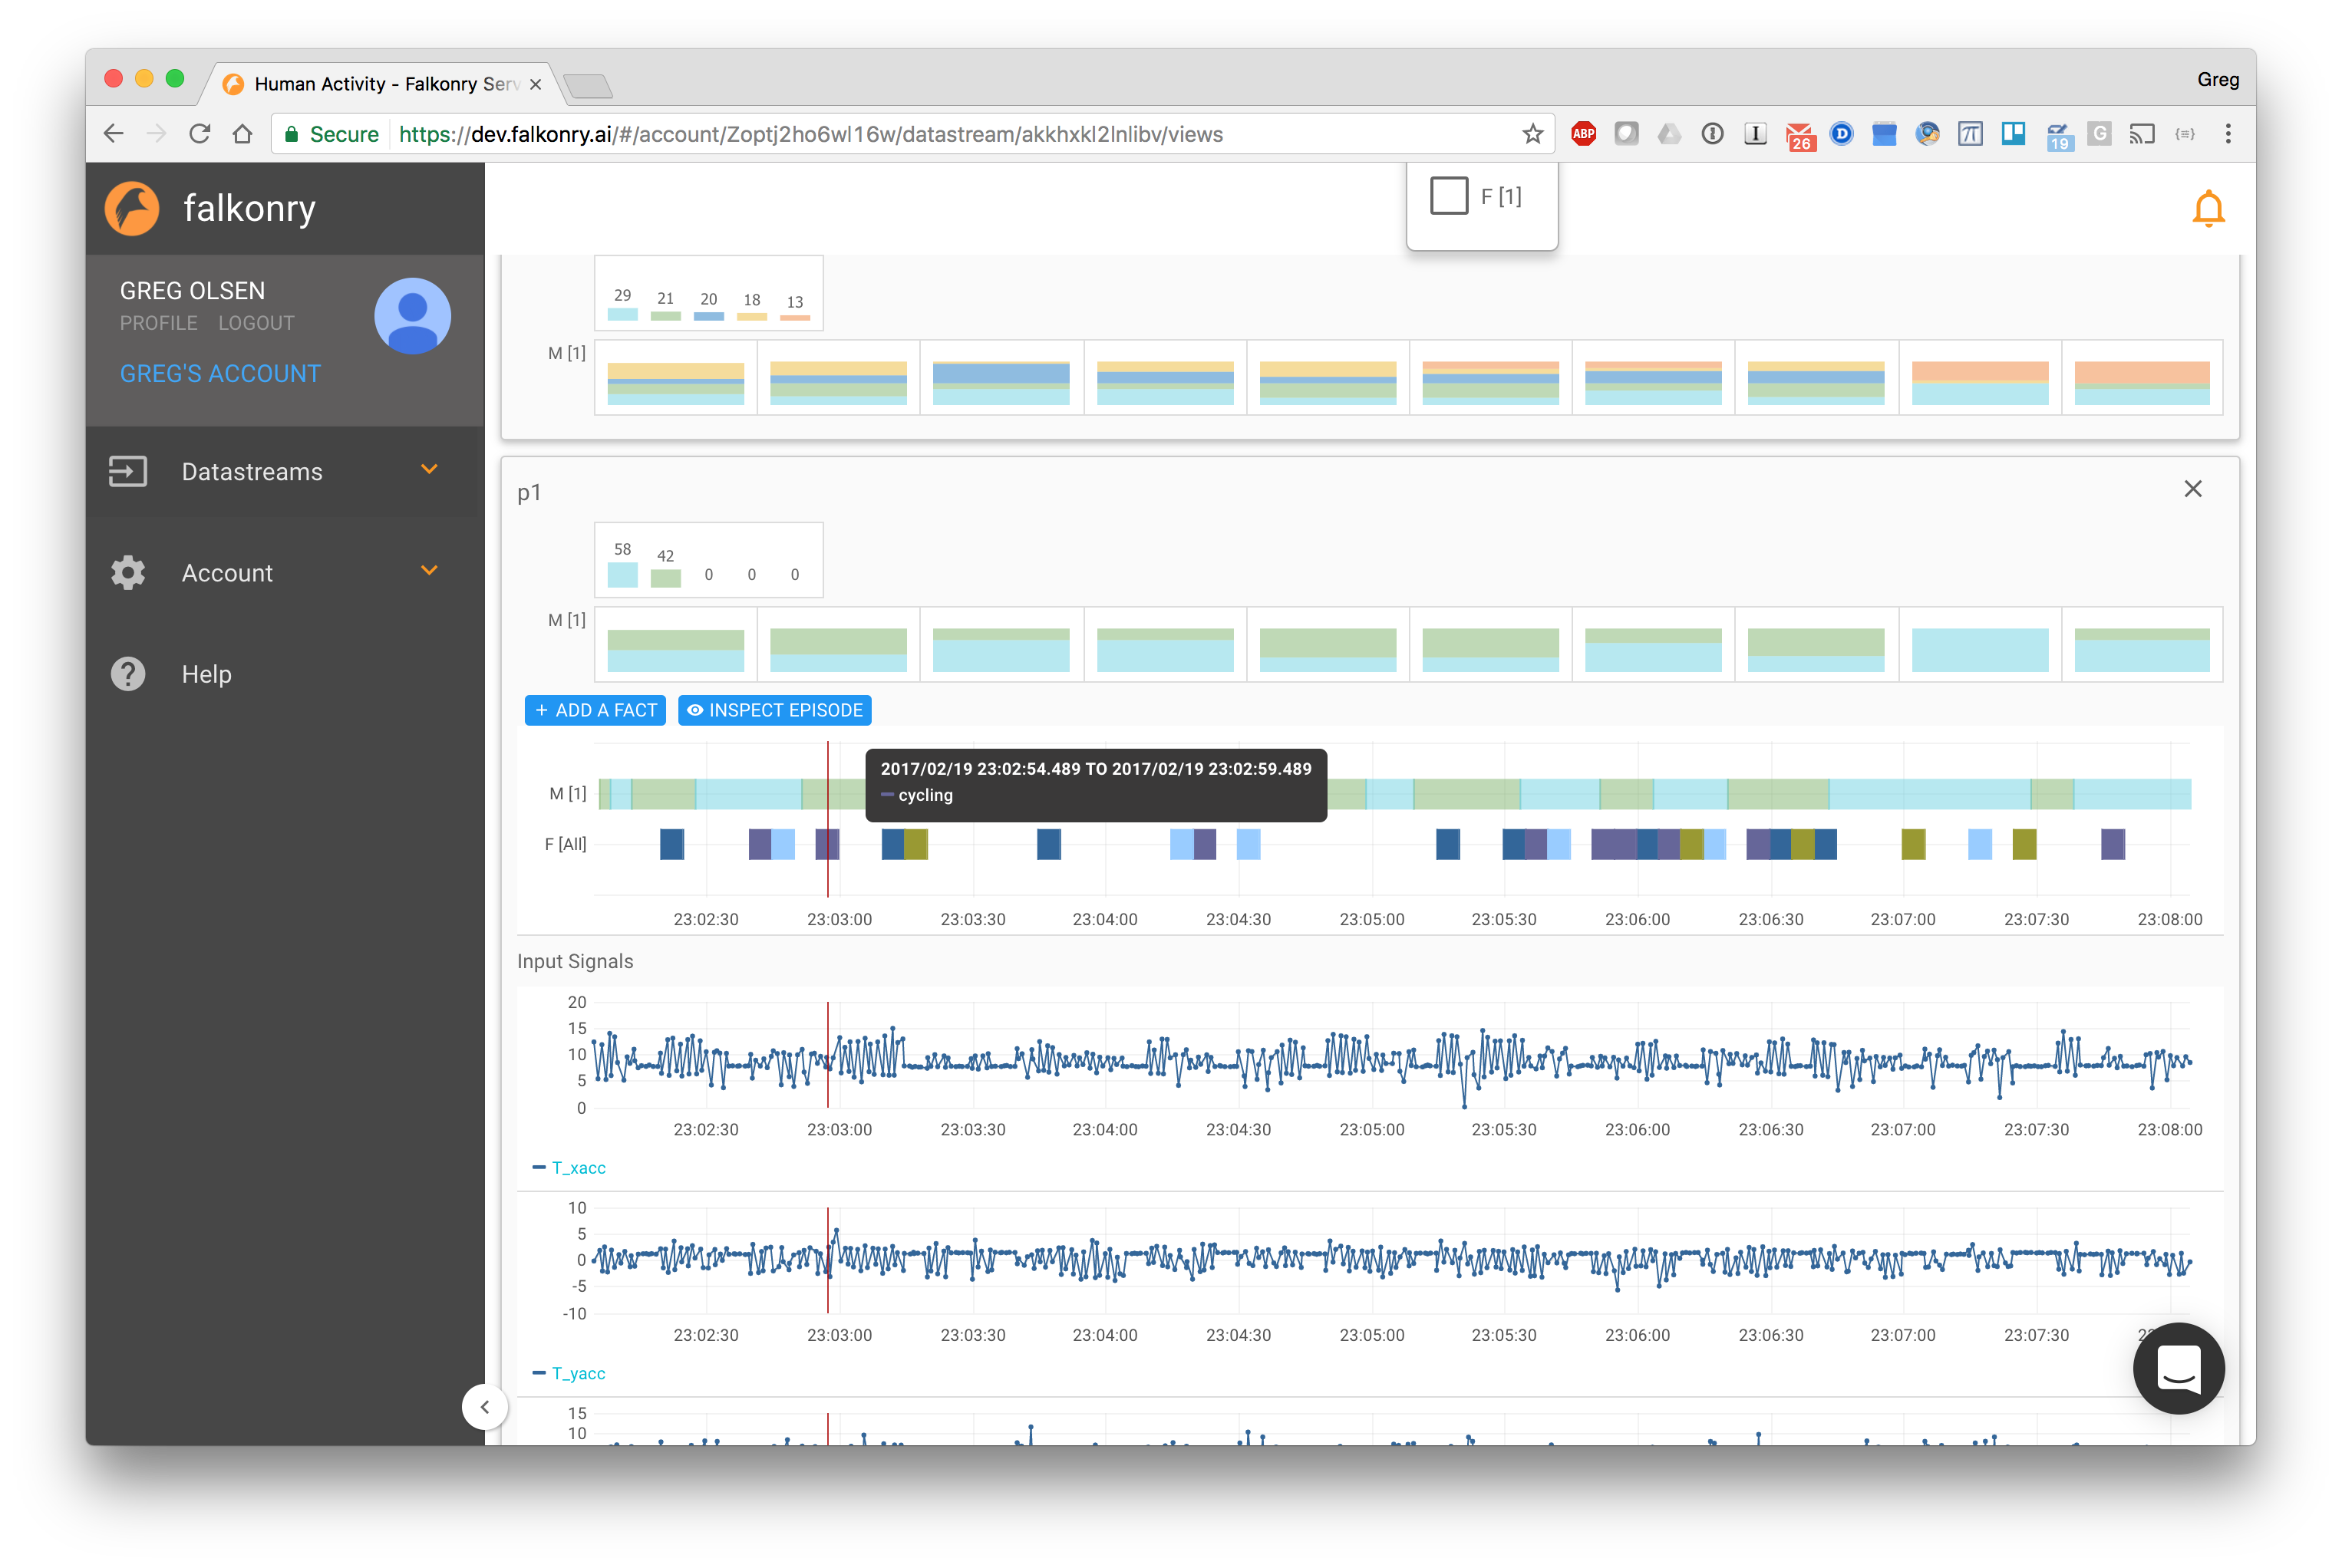 Human Activity - Falkonry Serv
Greg
Secure
https://dev.falkonry.ai/#/account/Zoptj2ho6wl16w/datastream/akkhxkl2lnlibv/views
ABP
26
19
falkonry
F [1]
GREG OLSEN
PROFILE LOGOUT
GREG'S ACCOUNT
Datastreams
Account
Help
29 21 20 18 13
M [1]
p1
58 42 0 0 0
M [1]
+ ADD A FACT INSPECT EPISODE
2017/02/19 23:02:54.489 TO 2017/02/19 23:02:59.489
cycling
M [1]
F [All]
23:02:30 23:03:00 23:03:30 23:04:00 23:04:30 23:05:00 23:05:30 23:06:00 23:06:30 23:07:00 23:07:30 23:08:00
Input Signals
20
15
10
5
0
23:02:30 23:03:00 23:03:30 23:04:00 23:04:30 23:05:00 23:05:30 23:06:00 23:06:30 23:07:00 23:07:30 23:08:00
T_xacc
10
5
0
-5
-10
23:02:30 23:03:00 23:03:30 23:04:00 23:04:30 23:05:00 23:05:30 23:06:00 23:06:30 23:07:00 23:07:30
T_yacc
15
10